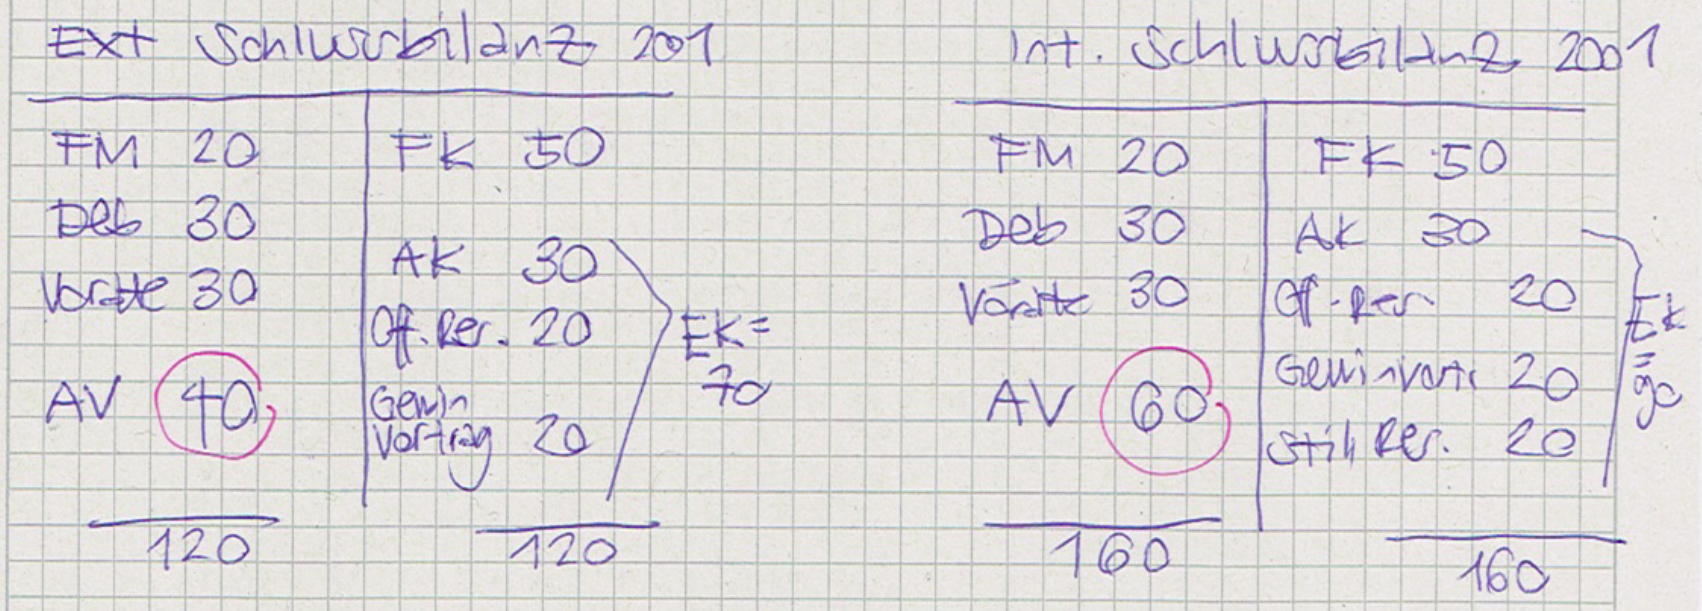 Ext Schlussbilanz 2001
FM 20
Deb 30
Vorräte 30
AV 40
120
FK 50
AK 30
Off. Res. 20
Gewin
Vortrag 20
120
EK =
70
Int. Schlussbilanz 2001
FM 20
Deb 30
Vorräte 30
AV 60
160
FK 50
AK 30
Off. Res 20
Gewinvortr 20
Still Res. 20
160
EK
=
90